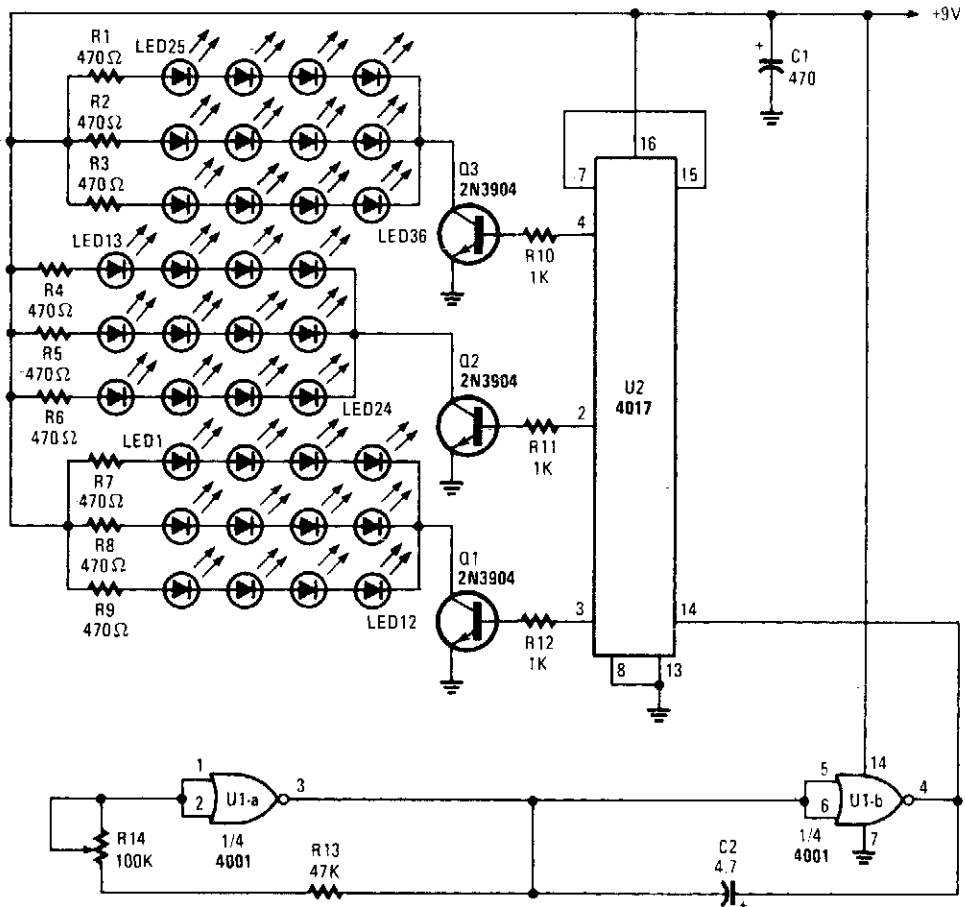 +9V
R1
470Ω
LED25
R2
470Ω
R3
470Ω
+
C1
470
16
7
15
Q3
2N3904
4
LED36
R10
1K
LED13
R4
470Ω
R5
470Ω
R6
470Ω
LED24
Q2
2N3904
2
R11
1K
U2
4017
LED1
R7
470Ω
R8
470Ω
R9
470Ω
LED12
Q1
2N3904
3
R12
1K
14
8
13
1
2
U1-a
3
1/4
4001
R14
100K
R13
47K
5
6
U1-b
14
4
7
1/4
4001
C2
4.7
+